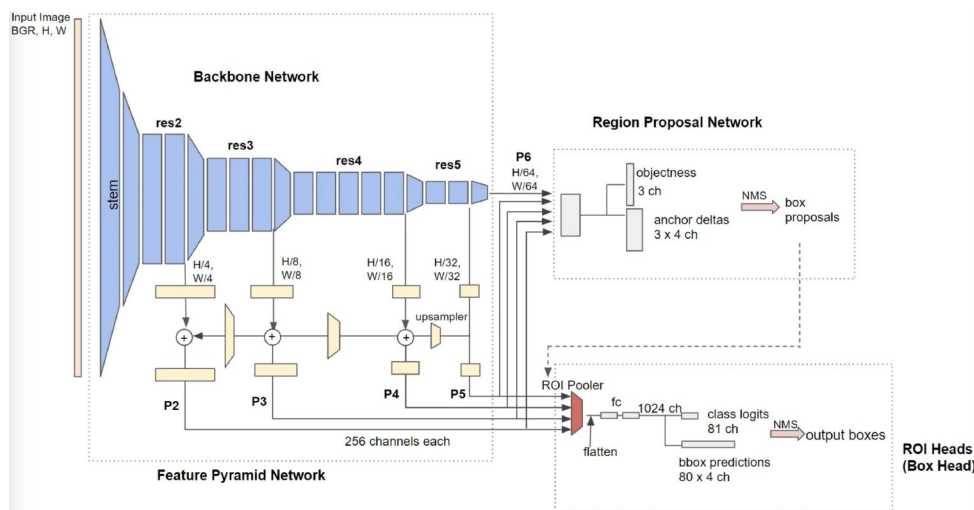 Input Image
BGR, H, W
Backbone Network
stem
res2
res3
res4
res5
P6
H/64,
W/64
Region Proposal Network
objectness
3 ch
anchor deltas
3 x 4 ch
NMS
box
proposals
H/4,
W/4
H/8,
W/8
H/16,
W/16
H/32,
W/32
upsampler
+
+
+
P2
P3
P4
P5
256 channels each
Feature Pyramid Network
ROI Pooler
flatten
fc
1024 ch
class logits
81 ch
bbox predictions
80 x 4 ch
NMS
output boxes
ROI Heads
(Box Head)